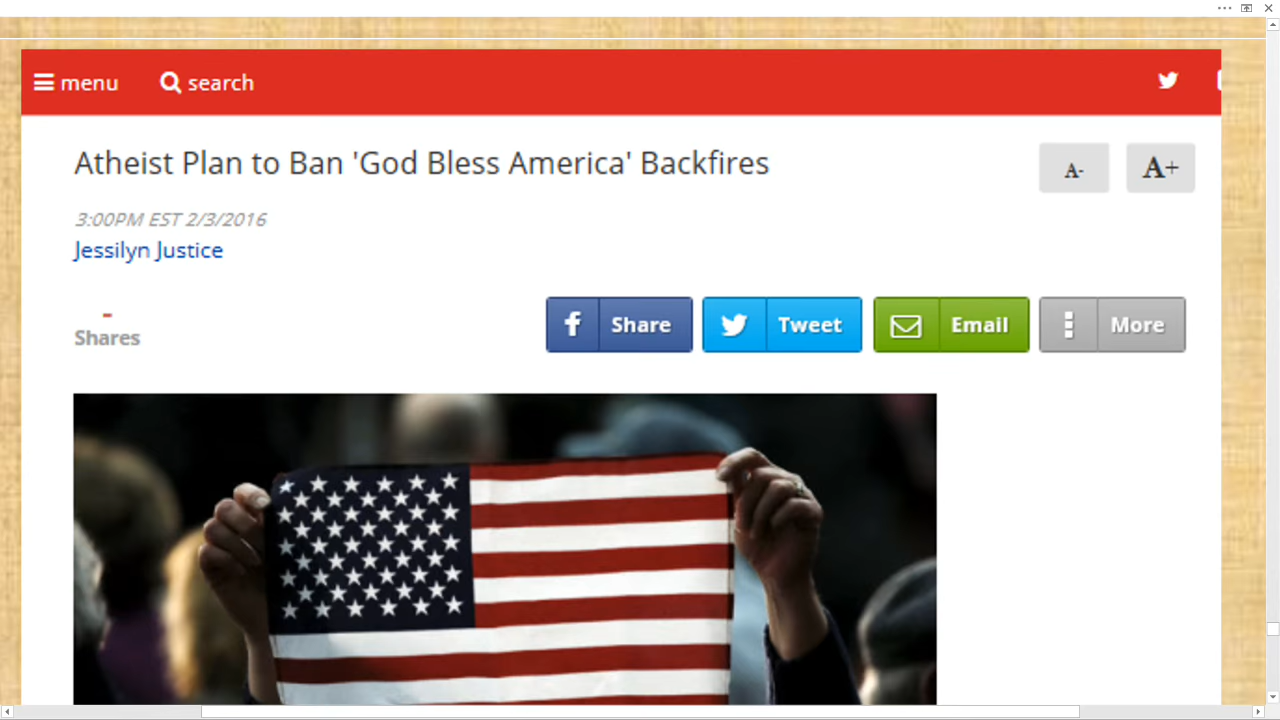 menu search
Atheist Plan to Ban 'God Bless America' Backfires
A- A+
3:00PM EST 2/3/2016
Jessilyn Justice
-
Shares
Share Tweet Email More